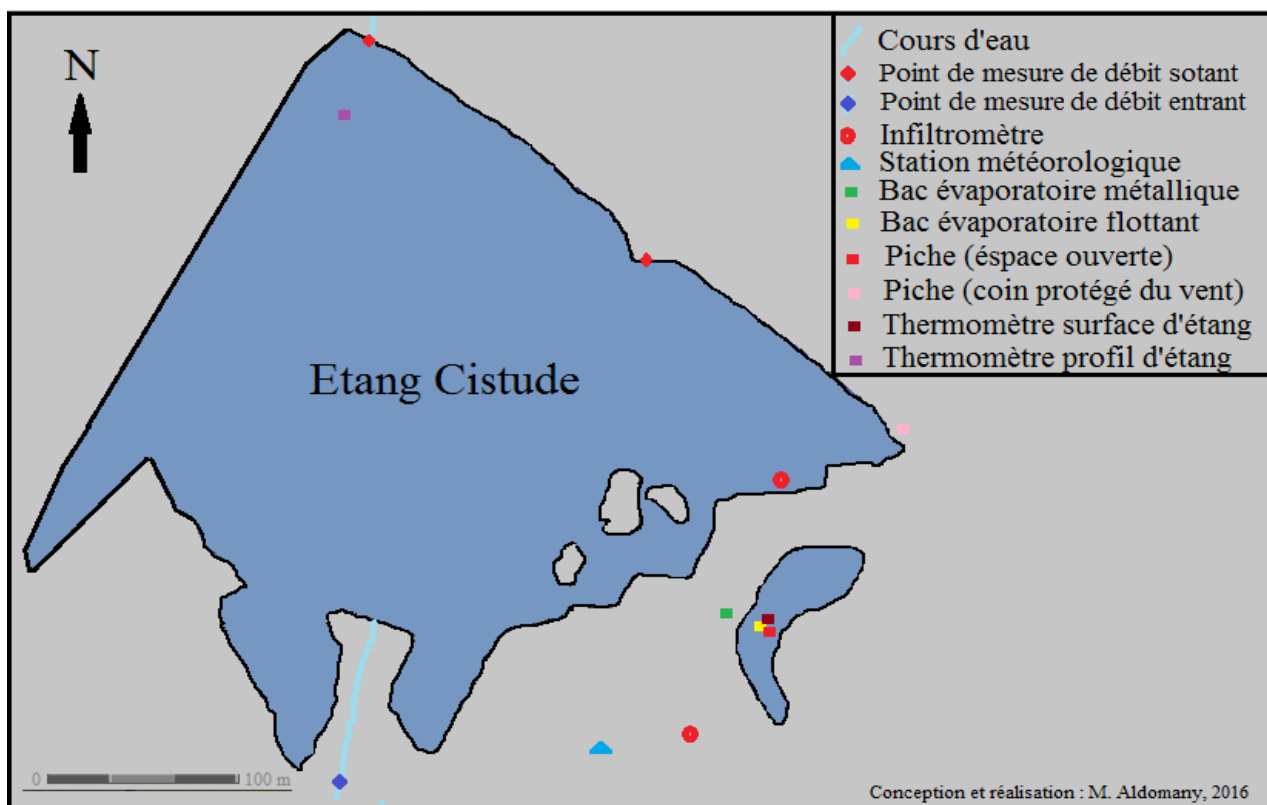 N
Etang Cistude
Cours d'eau
Point de mesure de débit sotant
Point de mesure de débit entrant
Infiltromètre
Station météorologique
Bac évaporatoire métallique
Bac évaporatoire flottant
Piche (éspace ouverte)
Piche (coin protégé du vent)
Thermomètre surface d'étang
Thermomètre profil d'étang
0 100 m
Conception et réalisation : M. Aldomany, 2016